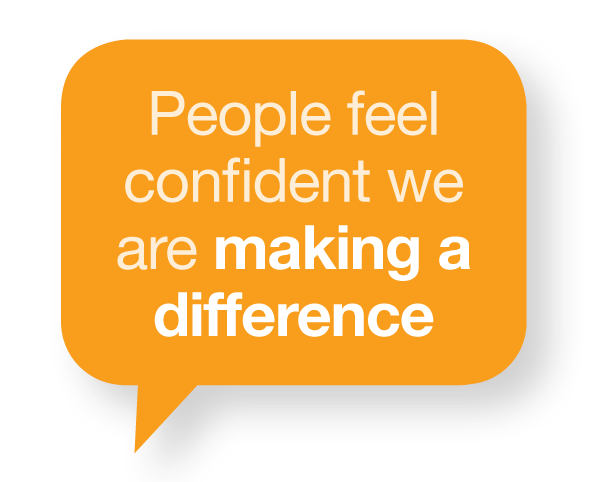 People feel
confident we
are making a
difference